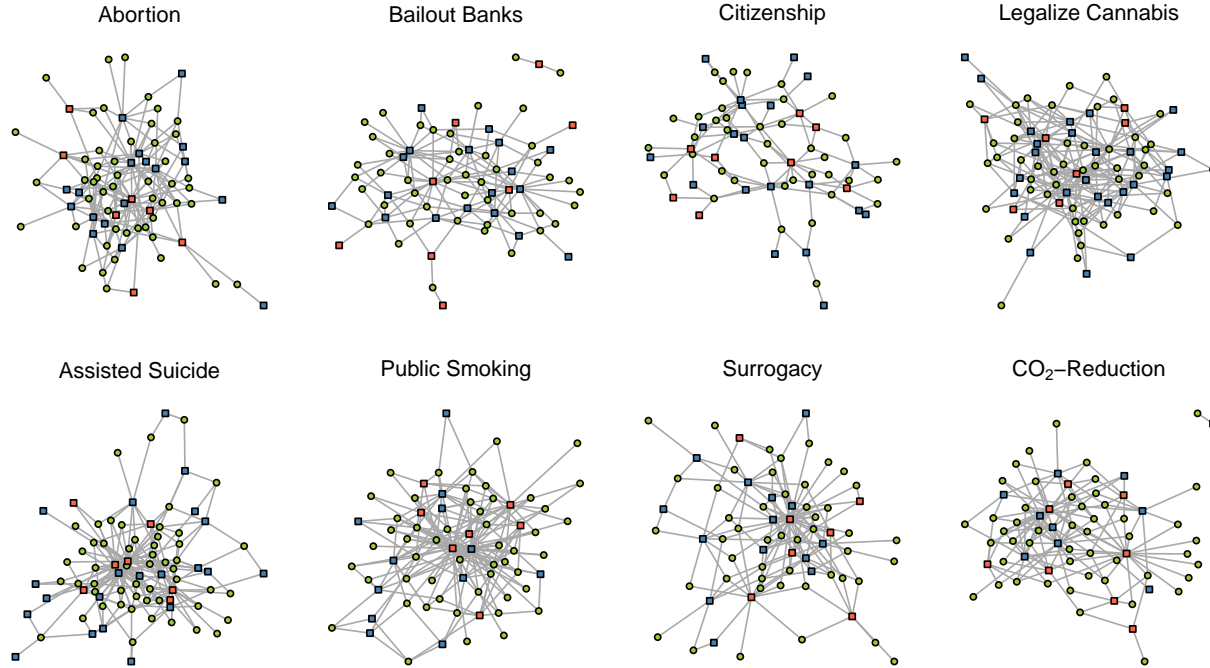 Abortion
Bailout Banks
Citizenship
Legalize Cannabis
Assisted Suicide
Public Smoking
Surrogacy
CO₂−Reduction